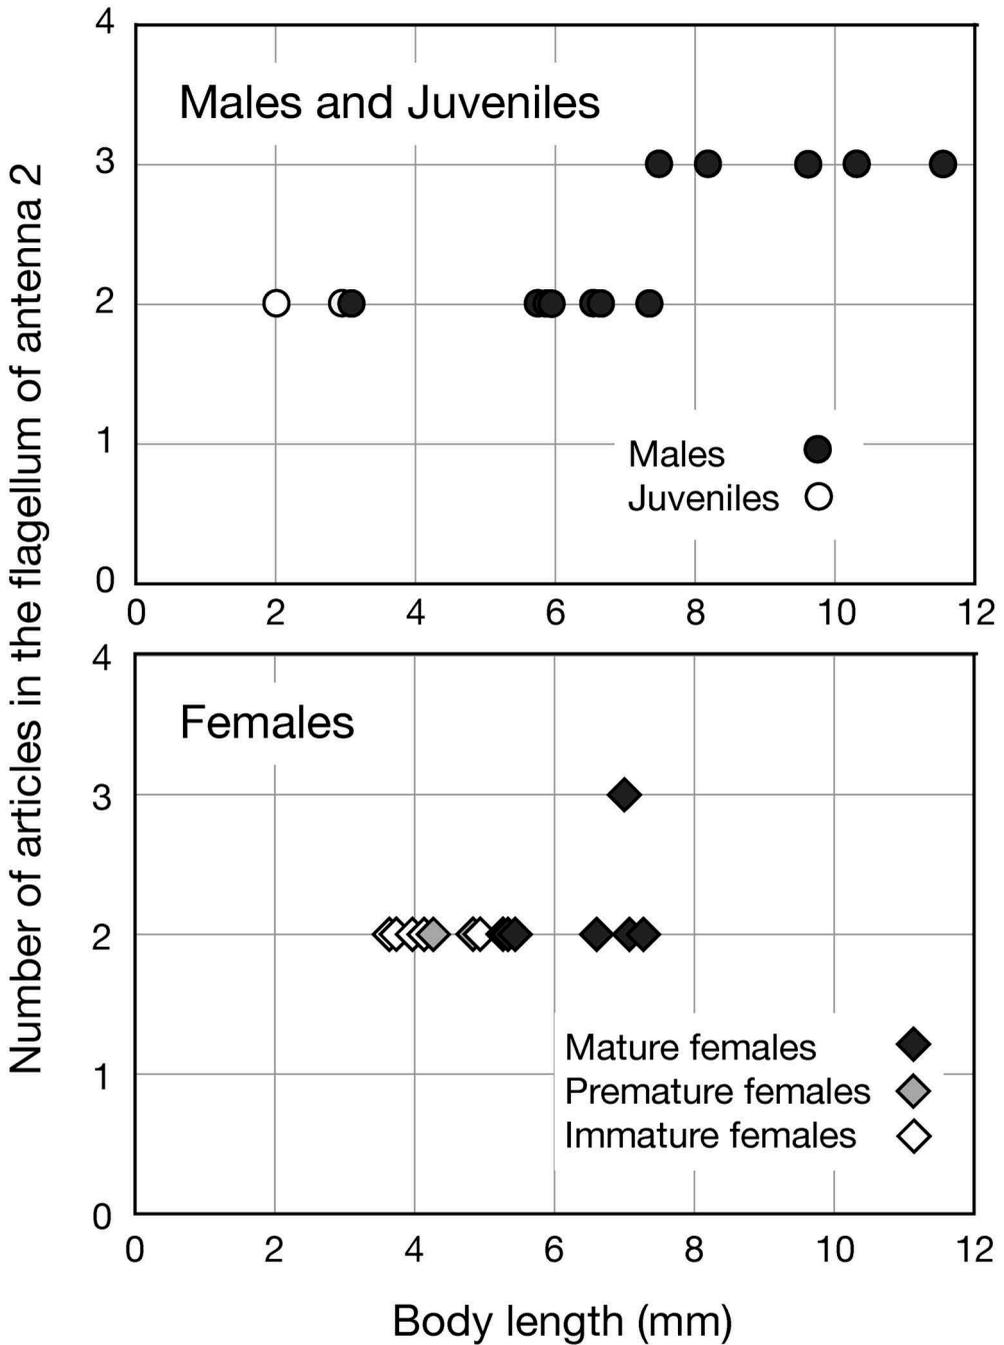 Number of articles in the flagellum of antenna 2
4
Males and Juveniles
3
2
1
Males
Juveniles
0
0 2 4 6 8 10 12
4
Females
3
2
Mature females
1
Premature females
Immature females
0
0 2 4 6 8 10 12
Body length (mm)